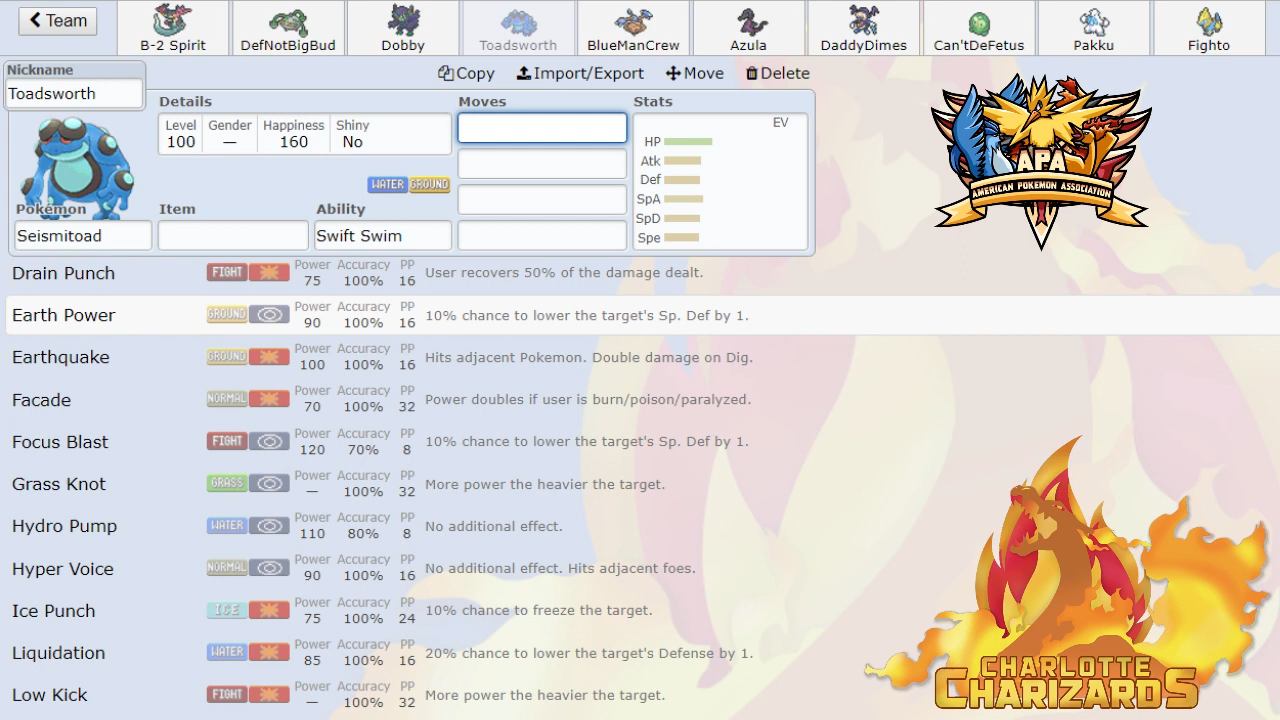 Team
B-2 Spirit DefNotBigBud Dobby Toadsworth BlueManCrew Azula DaddyDimes Can'tDeFetus Pakku Fighto
Nickname
Toadsworth
Copy Import/Export Move Delete
Details Moves Stats
Level Gender Happiness Shiny
100 — 160 No
EV
HP
Atk
Def
SpA
SpD
Spe
WATER GROUND
Pokémon Item Ability
Seismitoad Swift Swim
APA
AMERICAN POKEMON ASSOCIATION
Drain Punch FIGHT Power 75 Accuracy 100% PP 16 User recovers 50% of the damage dealt.
Earth Power GROUND Power 90 Accuracy 100% PP 16 10% chance to lower the target's Sp. Def by 1.
Earthquake GROUND Power 100 Accuracy 100% PP 16 Hits adjacent Pokemon. Double damage on Dig.
Facade NORMAL Power 70 Accuracy 100% PP 32 Power doubles if user is burn/poison/paralyzed.
Focus Blast FIGHT Power 120 Accuracy 70% PP 8 10% chance to lower the target's Sp. Def by 1.
Grass Knot GRASS Power — Accuracy 100% PP 32 More power the heavier the target.
Hydro Pump WATER Power 110 Accuracy 80% PP 8 No additional effect.
Hyper Voice NORMAL Power 90 Accuracy 100% PP 16 No additional effect. Hits adjacent foes.
Ice Punch ICE Power 75 Accuracy 100% PP 24 10% chance to freeze the target.
Liquidation WATER Power 85 Accuracy 100% PP 16 20% chance to lower the target's Defense by 1.
Low Kick FIGHT Power — Accuracy 100% PP 32 More power the heavier the target.
CHARLOTTE
CHARIZARDS